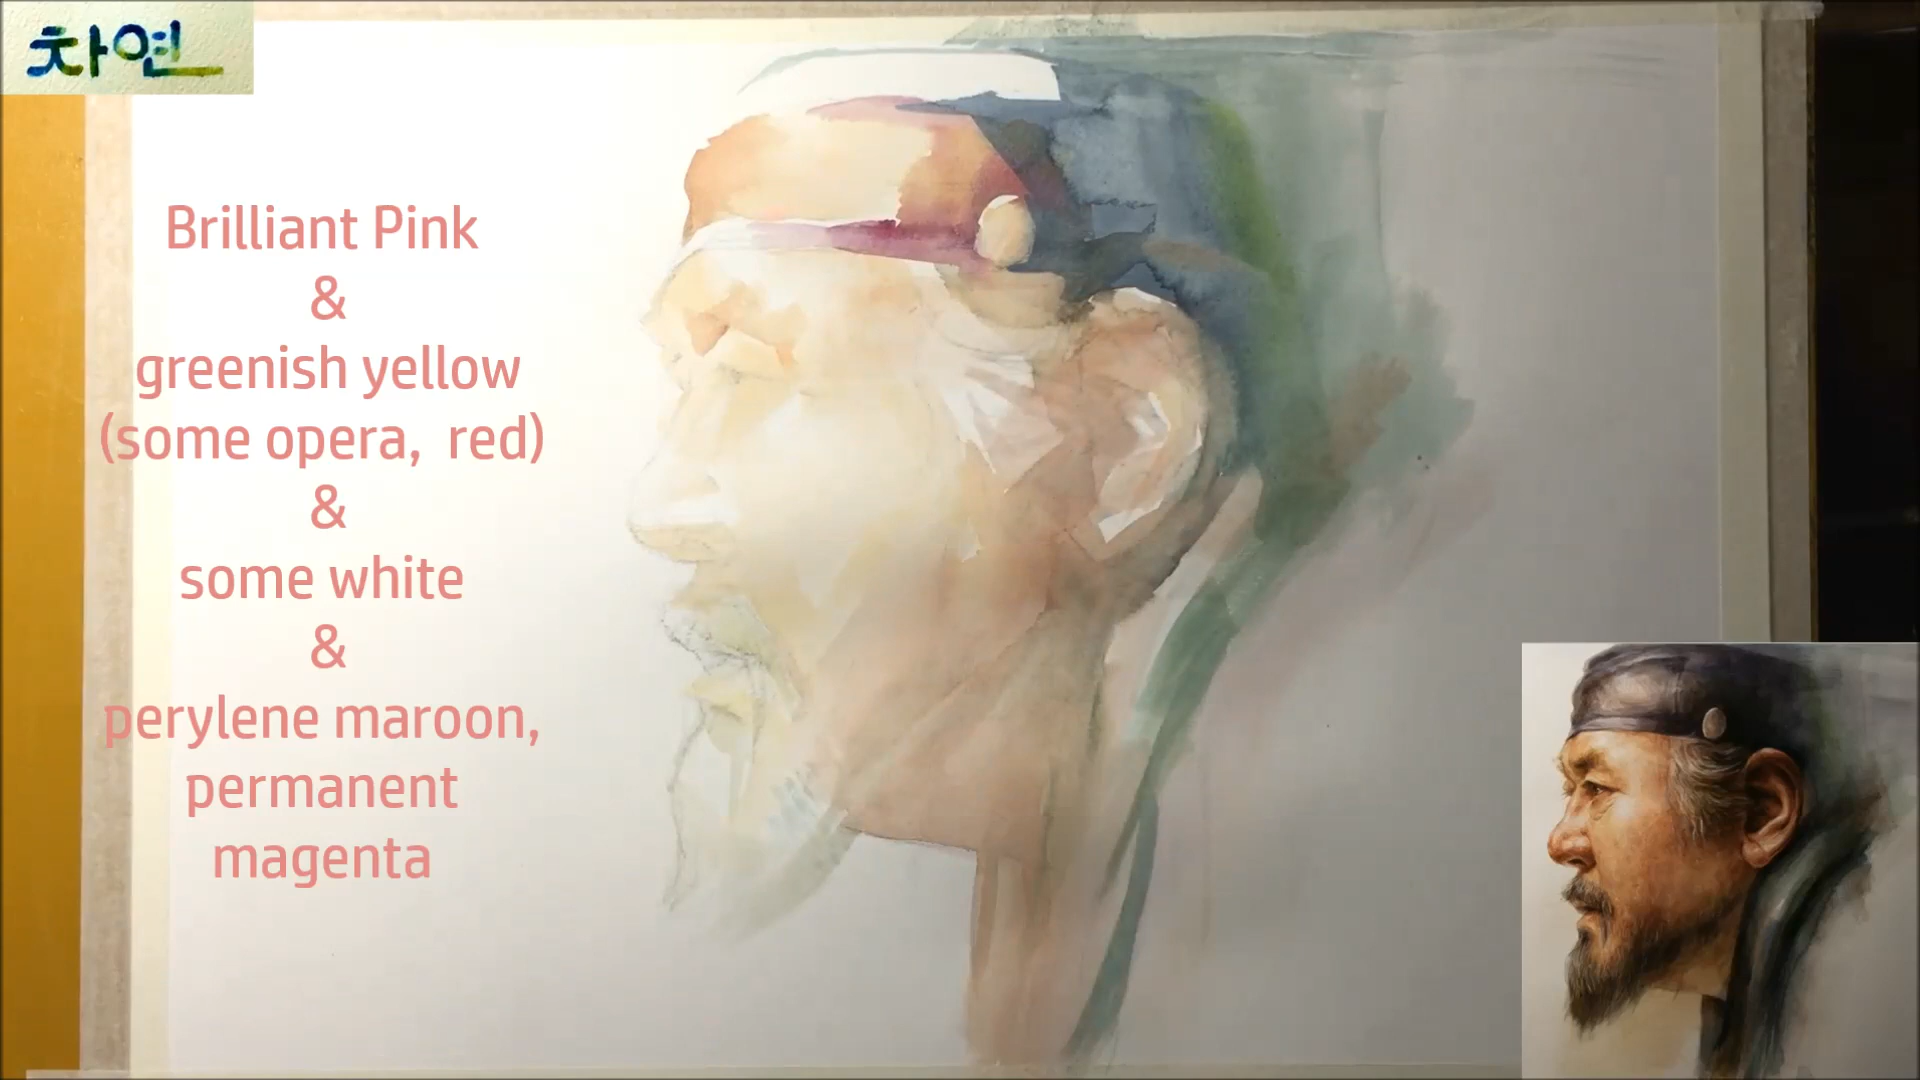 차연
Brilliant Pink
&
greenish yellow
(some opera, red)
&
some white
&
perylene maroon,
permanent
magenta